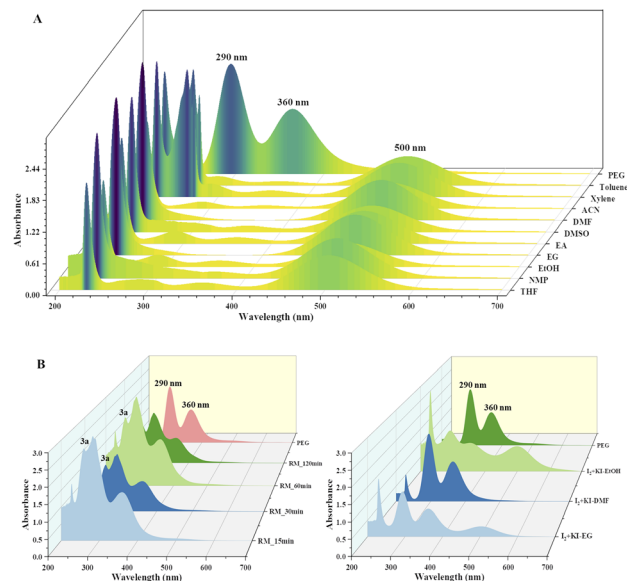 A
290 nm
360 nm
500 nm
2.44
1.83
1.22
0.61
0.00
Absorbance
200
300
400
500
600
700
Wavelength (nm)
PEG
Toluene
Xylene
ACN
DMF
DMSO
EA
EG
EtOH
NMP
THF
B
290 nm
360 nm
3a
3a
3a
3.0
2.5
2.0
1.5
1.0
0.5
0.0
Absorbance
200
300
400
500
600
700
Wavelength (nm)
PEG
RM_120min
RM_60min
RM_30min
RM_15min
290 nm
360 nm
3.0
2.5
2.0
1.5
1.0
0.5
0.0
Absorbance
200
300
400
500
600
700
Wavelength (nm)
PEG
I₂+KI-EtOH
I₂+KI-DMF
I₂+KI-EG